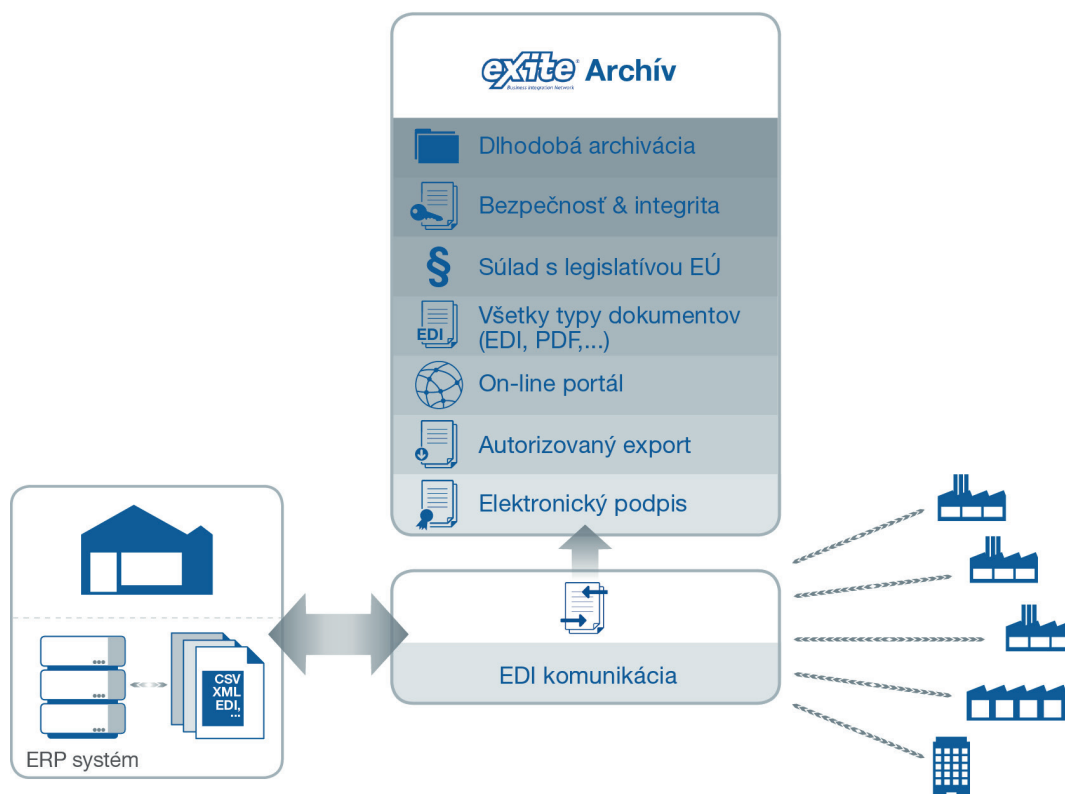 eXite® Archív
Business Integration Network
Dlhodobá archivácia
Bezpečnosť & integrita
§
Súlad s legislatívou EÚ
Všetky typy dokumentov
(EDI, PDF,...)
EDI
On-line portál
Autorizovaný export
Elektronický podpis
EDI komunikácia
CSV
XML
EDI,
...
ERP systém